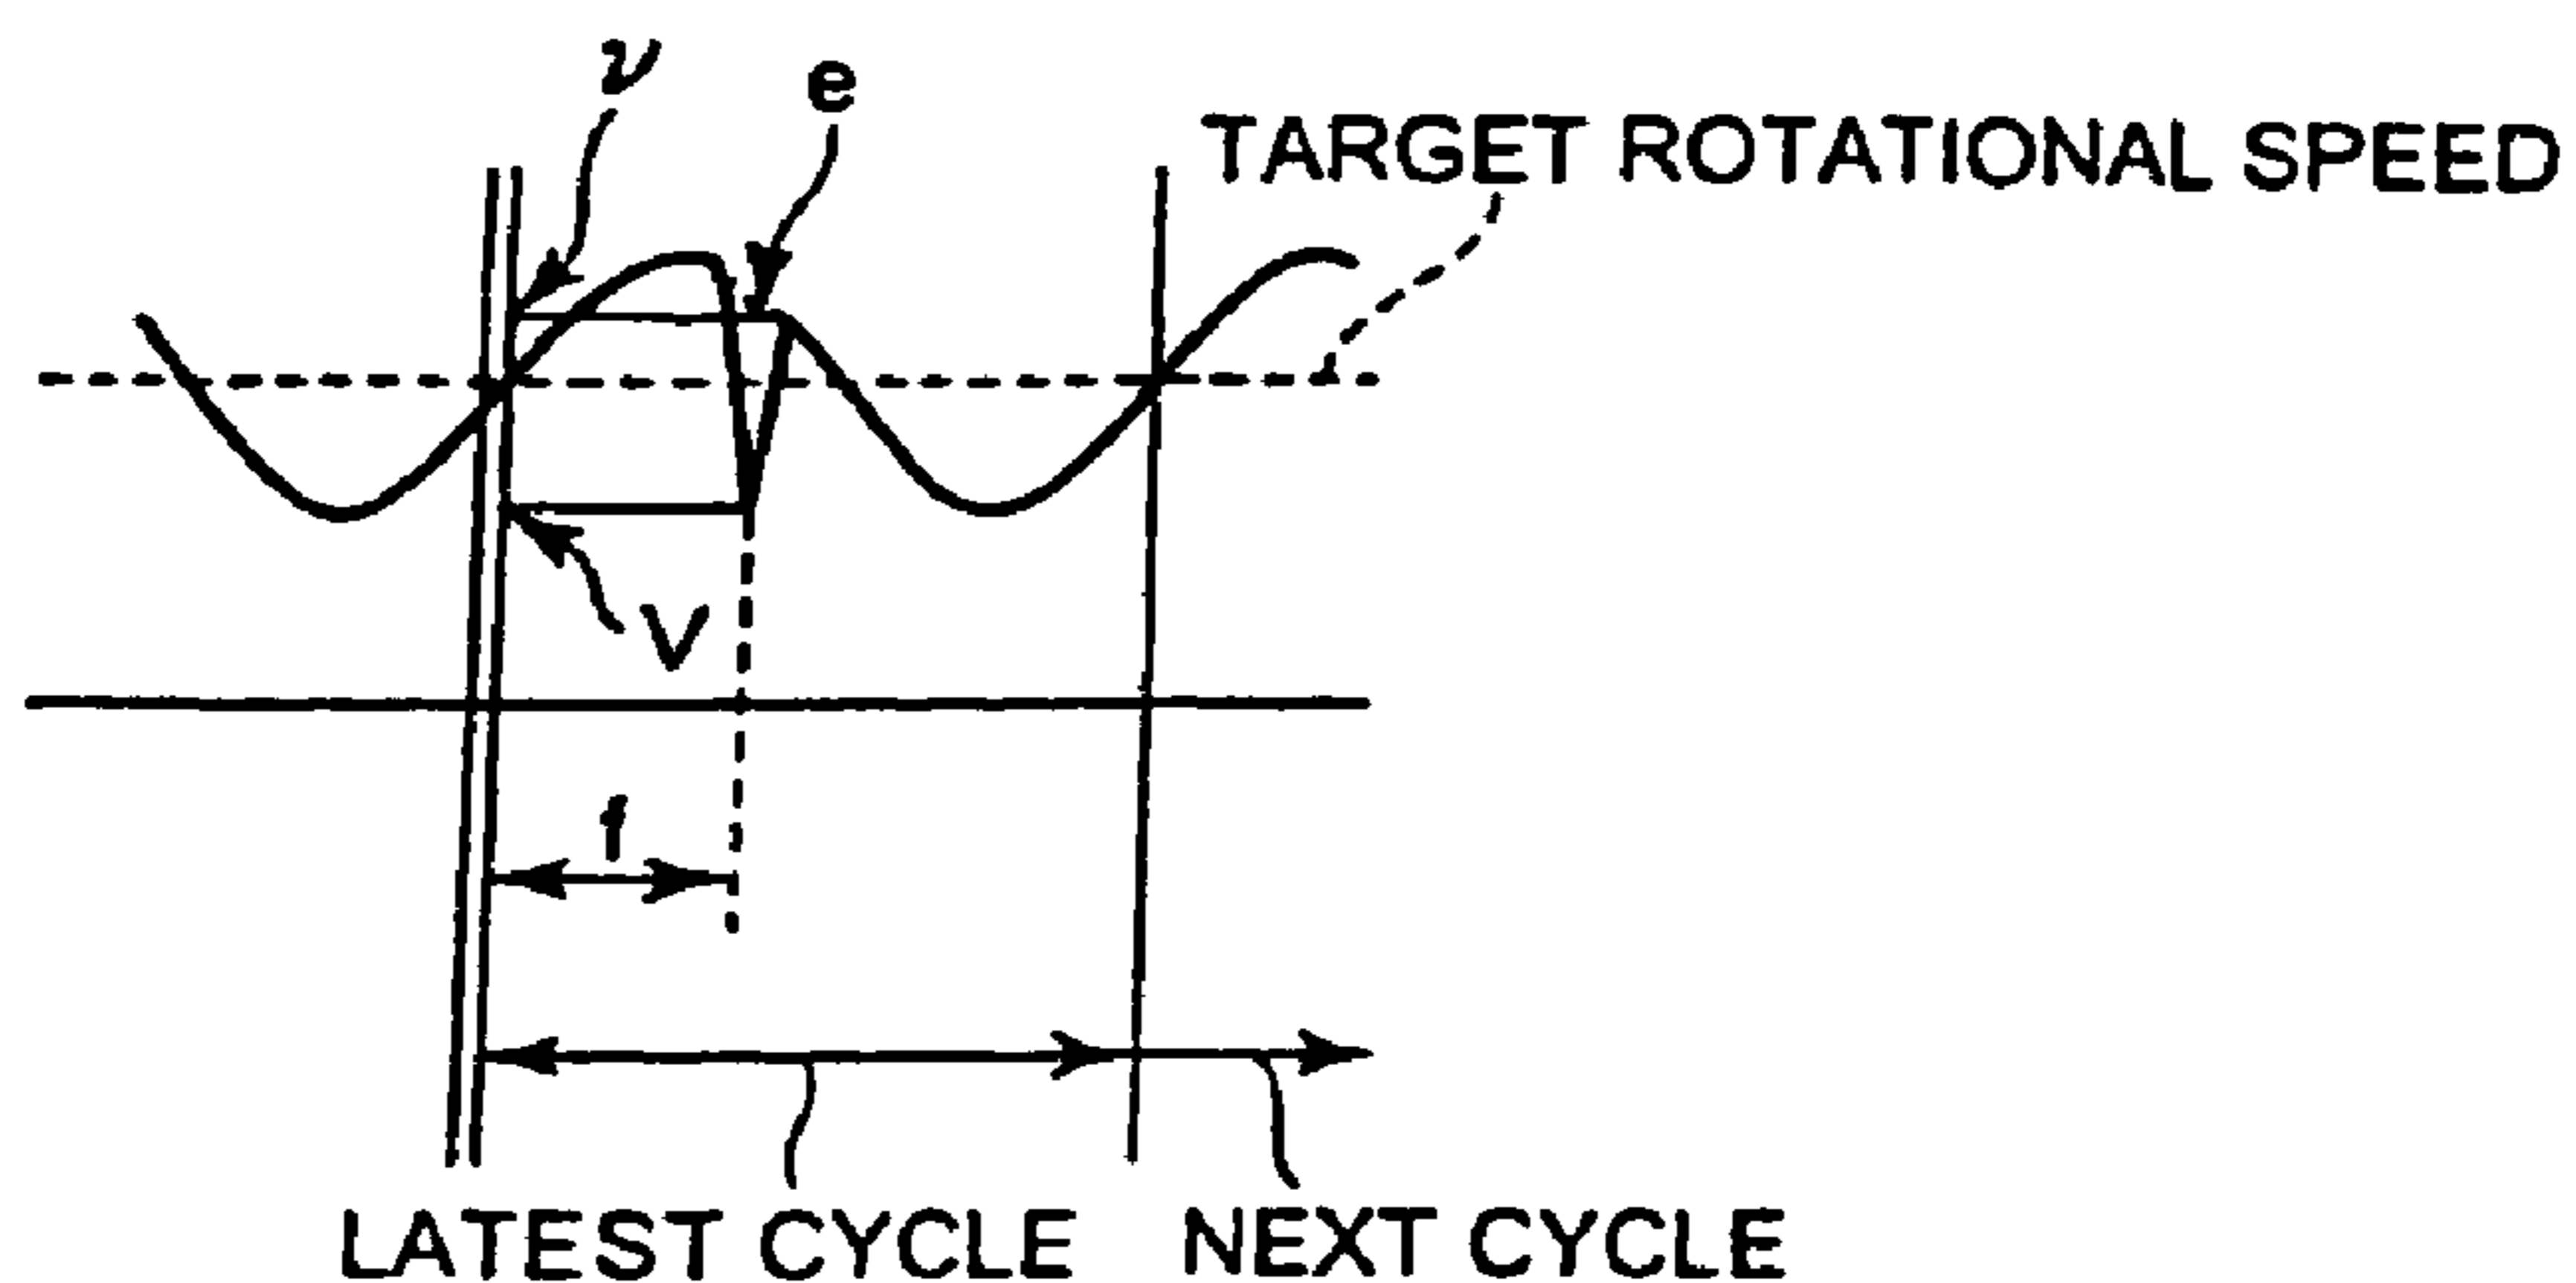 ν
e
TARGET ROTATIONAL SPEED
V
f
LATEST CYCLE
NEXT CYCLE